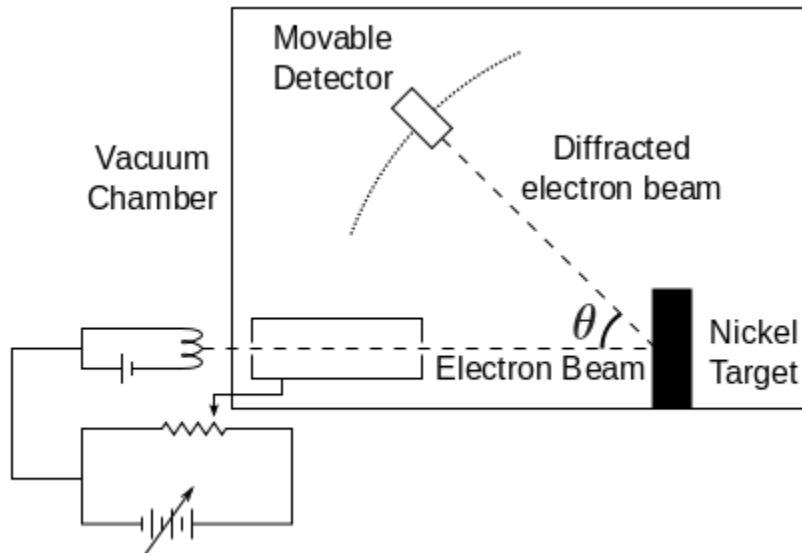 Movable
Detector
Vacuum
Chamber
Diffracted
electron beam
θ
Nickel
Target
Electron Beam